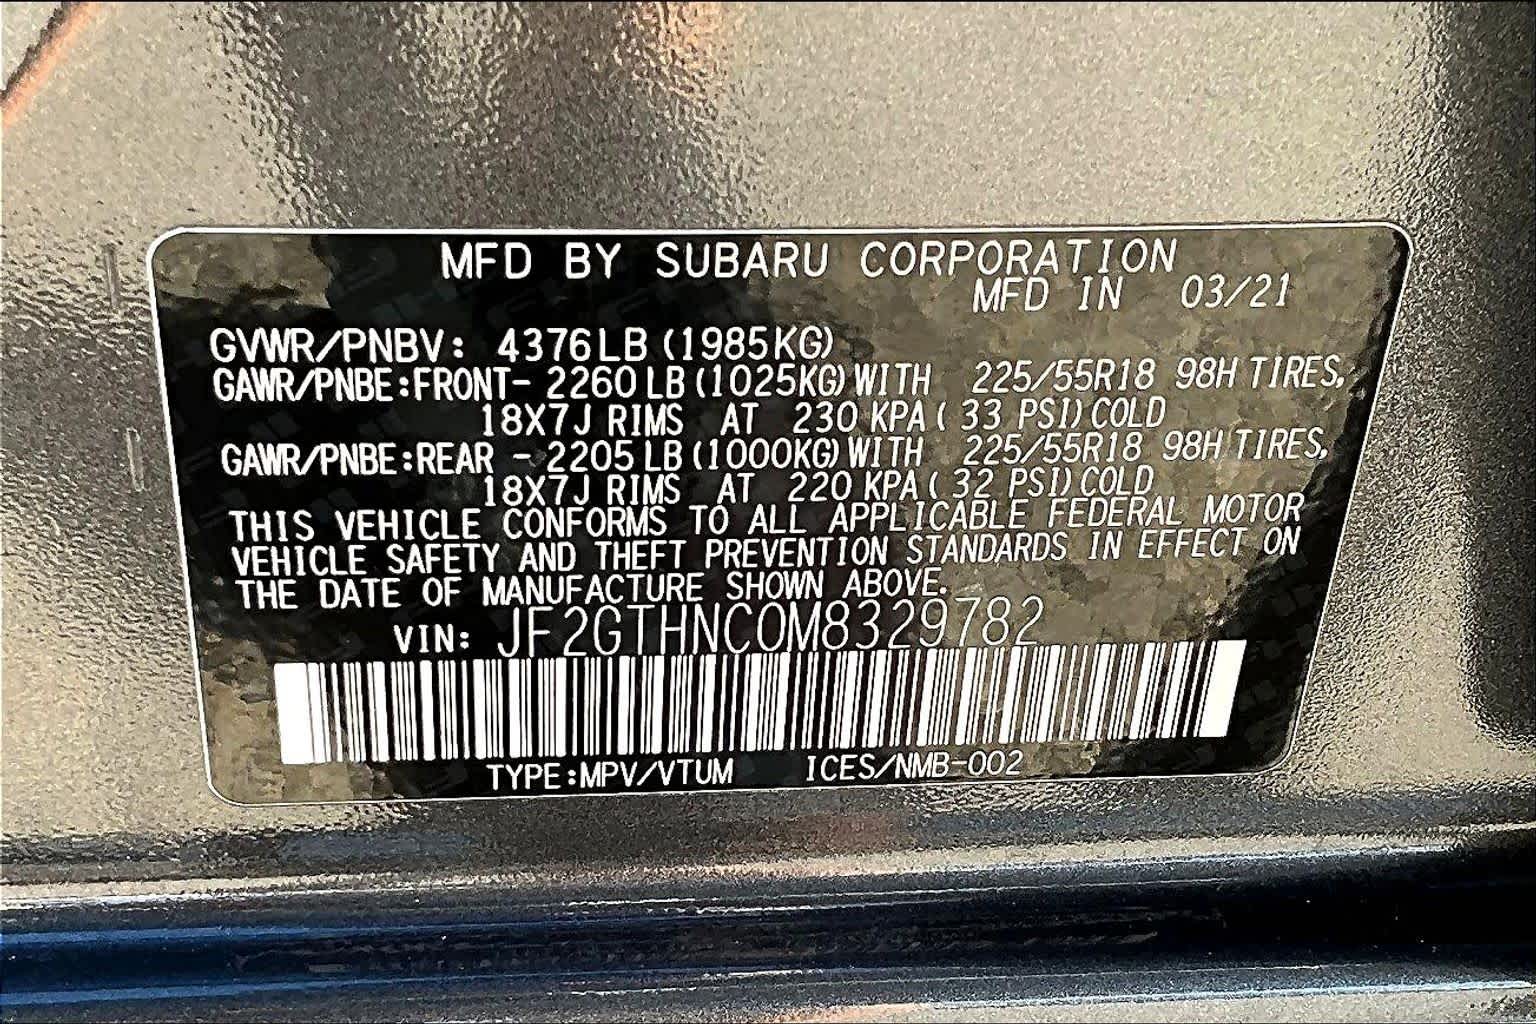 MFD BY SUBARU CORPORATION
MFD IN 03/21
GVWR/PNBV: 4376LB (1985KG)
GAWR/PNBE:FRONT- 2260 LB (1025KG) WITH 225/55R18 98H TIRES,
18X7J RIMS AT 230 KPA ( 33 PSI) COLD
GAWR/PNBE:REAR - 2205 LB (1000KG) WITH 225/55R18 98H TIRES,
18X7J RIMS AT 220 KPA ( 32 PSI) COLD
THIS VEHICLE CONFORMS TO ALL APPLICABLE FEDERAL MOTOR
VEHICLE SAFETY AND THEFT PREVENTION STANDARDS IN EFFECT ON
THE DATE OF MANUFACTURE SHOWN ABOVE.
VIN: JF2GTHNC0M8329782
TYPE:MPV/VTUM ICES/NMB-002